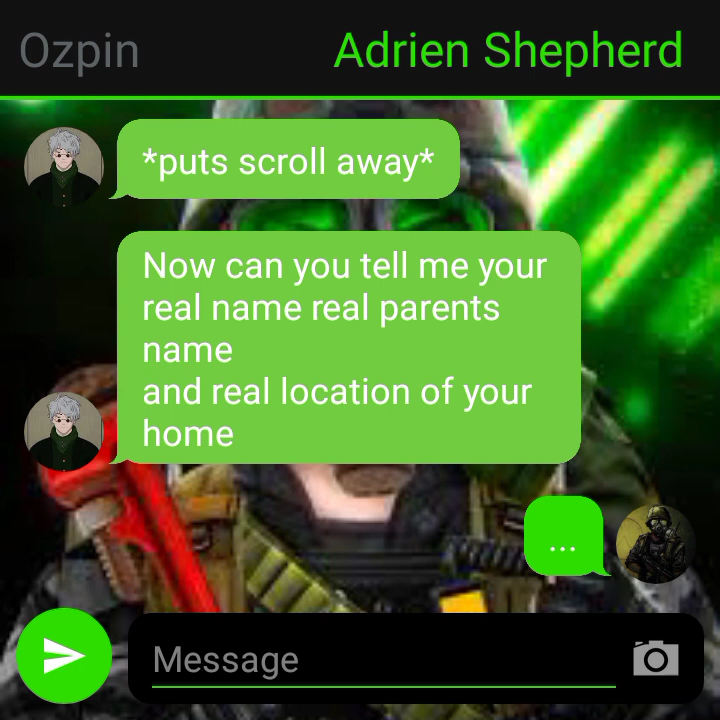 Ozpin Adrien Shepherd
*puts scroll away*
Now can you tell me your
real name real parents
name
and real location of your
home
...
Message